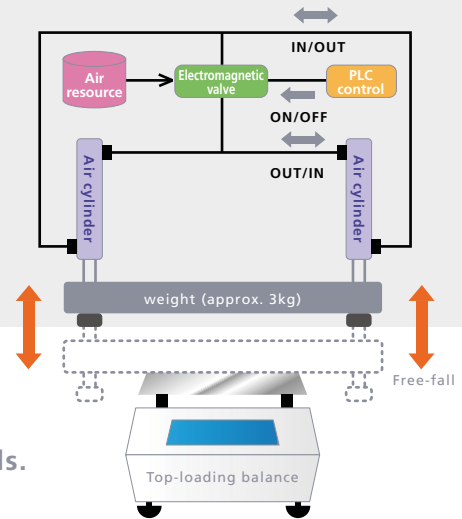 IN/OUT
Air
resource
Electromagnetic
valve
PLC
control
ON/OFF
OUT/IN
Air cylinder
Air cylinder
weight (approx. 3kg)
Free-fall
ls.
Top-loading balance